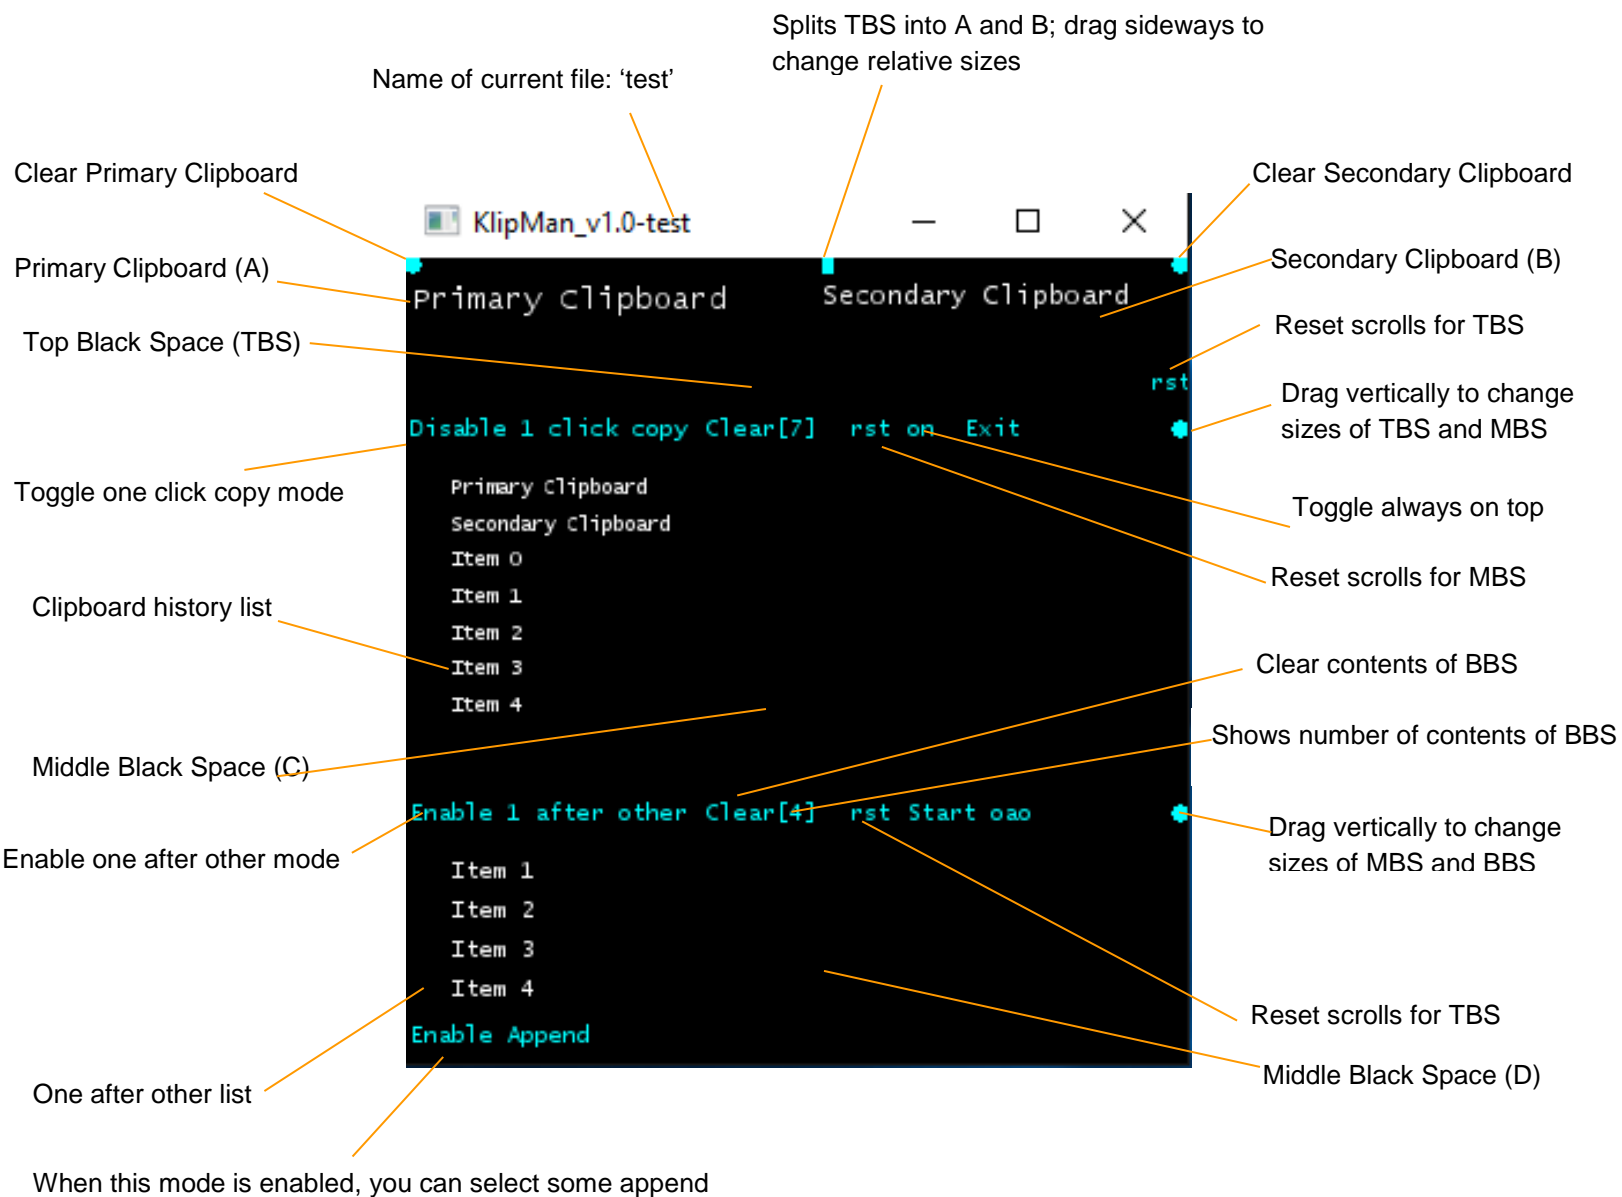 Splits TBS into A and B; drag sideways to
change relative sizes
Name of current file: ‘test’
Clear Primary Clipboard
Clear Secondary Clipboard
KlipMan_v1.0-test
Primary Clipboard (A)
Secondary Clipboard (B)
Primary Clipboard
Secondary Clipboard
Top Black Space (TBS)
Reset scrolls for TBS
rst
Drag vertically to change
sizes of TBS and MBS
Disable 1 click copy Clear[7] rst on Exit
Toggle one click copy mode
Toggle always on top
Primary Clipboard
Secondary Clipboard
Item 0
Item 1
Item 2
Item 3
Item 4
Reset scrolls for MBS
Clipboard history list
Clear contents of BBS
Shows number of contents of BBS
Middle Black Space (C)
Enable 1 after other Clear[4] rst Start oao
Drag vertically to change
sizes of MBS and BBS
Enable one after other mode
Item 1
Item 2
Item 3
Item 4
Enable Append
Reset scrolls for TBS
Middle Black Space (D)
One after other list
When this mode is enabled, you can select some append